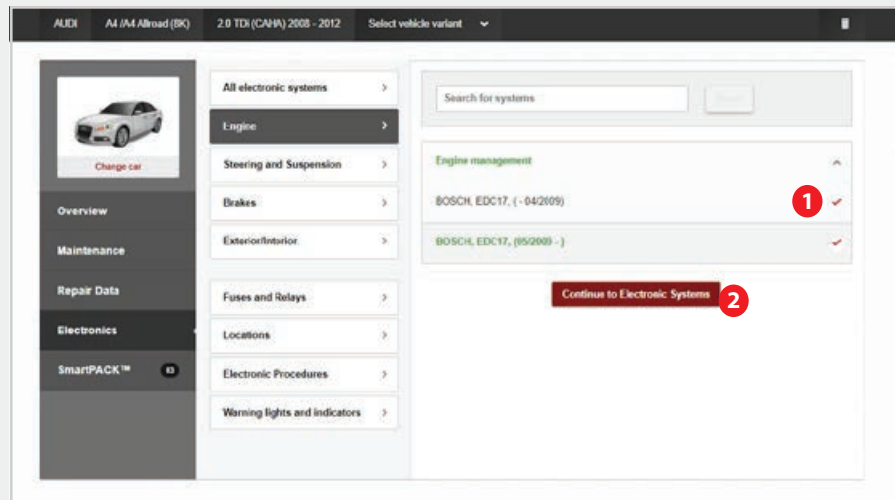 AUDI A4 /A4 Allroad (8K) 2.0 TDI (CAHA) 2008 - 2012 Select vehicle variant
Change car
Overview
Maintenance
Repair Data
Electronics
SmartPACK™
All electronic systems
Engine
Steering and Suspension
Brakes
Exterior/Interior
Fuses and Relays
Locations
Electronic Procedures
Warning lights and indicators
Search for systems
Engine management
BOSCH, EDC17, ( - 04/2009)
1
BOSCH, EDC17, (05/2009 - )
Continue to Electronic Systems
2